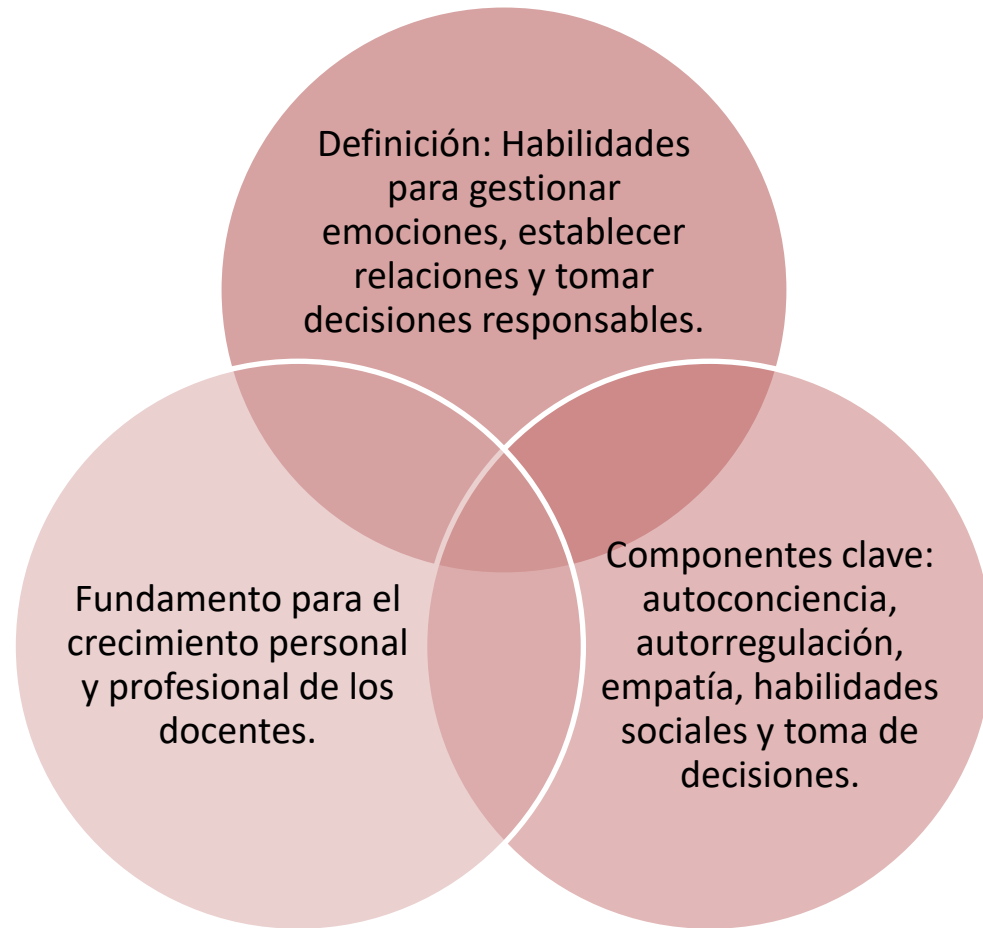 Definición: Habilidades
para gestionar
emociones, establecer
relaciones y tomar
decisiones responsables.
Fundamento para el
crecimiento personal
y profesional de los
docentes.
Componentes clave:
autoconciencia,
autorregulación,
empatía, habilidades
sociales y toma de
decisiones.